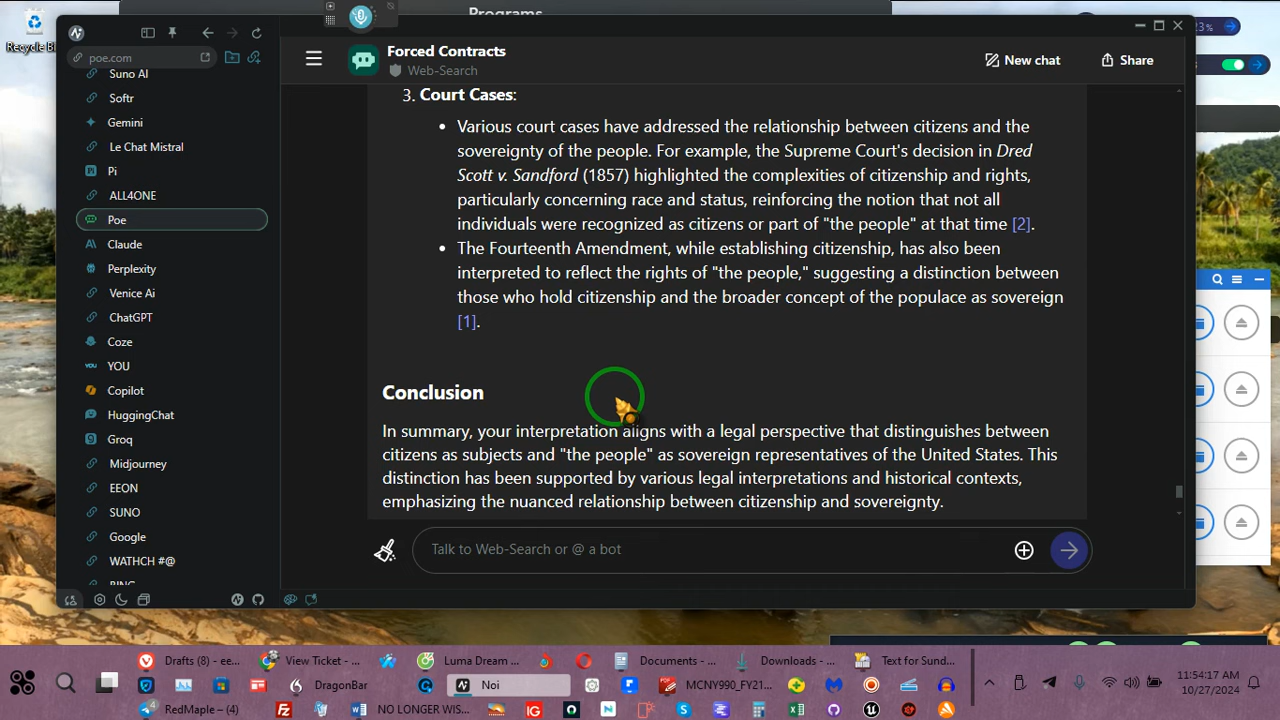 Programs
Recycle Bi
23%
poe.com
Suno AI
Softr
Gemini
Le Chat Mistral
Pi
ALL4ONE
Poe
Claude
Perplexity
Venice Ai
ChatGPT
Coze
YOU
Copilot
HuggingChat
Groq
Midjourney
EEON
SUNO
Google
WATHCH #@
BING
Forced Contracts
Web-Search
New chat
Share
3. Court Cases:
• Various court cases have addressed the relationship between citizens and the
sovereignty of the people. For example, the Supreme Court's decision in Dred
Scott v. Sandford (1857) highlighted the complexities of citizenship and rights,
particularly concerning race and status, reinforcing the notion that not all
individuals were recognized as citizens or part of "the people" at that time [2].
• The Fourteenth Amendment, while establishing citizenship, has also been
interpreted to reflect the rights of "the people," suggesting a distinction between
those who hold citizenship and the broader concept of the populace as sovereign
[1].
Conclusion
In summary, your interpretation aligns with a legal perspective that distinguishes between
citizens as subjects and "the people" as sovereign representatives of the United States. This
distinction has been supported by various legal interpretations and historical contexts,
emphasizing the nuanced relationship between citizenship and sovereignty.
Talk to Web-Search or @ a bot
Drafts (8) - ee...
View Ticket - ...
Luma Dream ...
Documents - ...
Downloads - ...
Text for Sund...
DragonBar
Noi
MCNY990_FY21...
RedMaple – (4)
NO LONGER WIS...
11:54:17 AM
10/27/2024